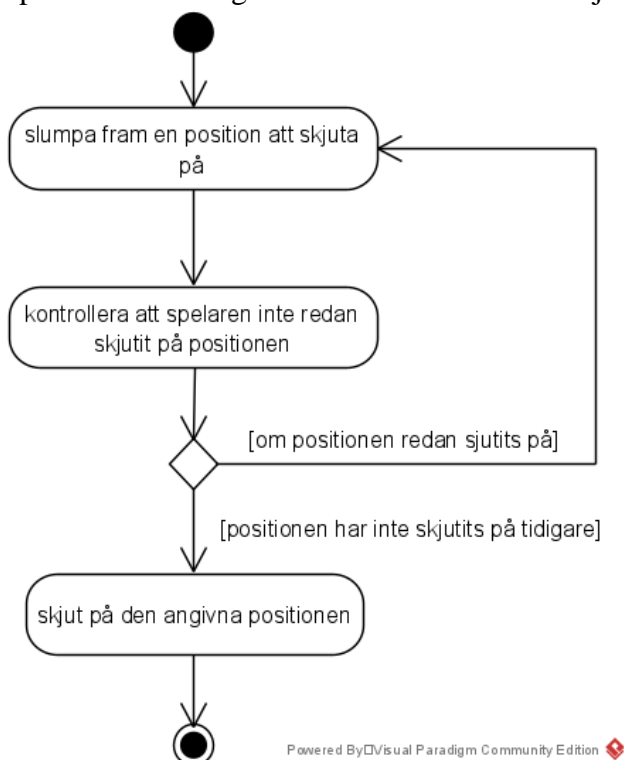 slumpa fram en position att skjuta
på
kontrollera att spelaren inte redan
skjutit på positionen
[om positionen redan sjutits på]
[positionen har inte skjutits på tidigare]
skjut på den angivna positionen
Powered By□Visual Paradigm Community Edition